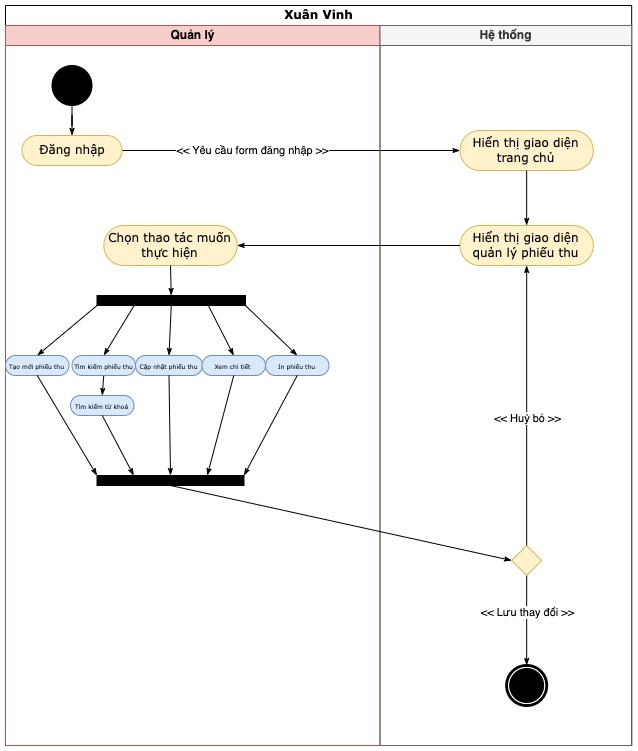 Xuân Vinh
Quản lý
Hệ thống
Đăng nhập
<< Yêu cầu form đăng nhập >>
Hiển thị giao diện
trang chủ
Chọn thao tác muốn
thực hiện
Hiển thị giao diện
quản lý phiếu thu
Tạo mới phiếu thu
Tìm kiếm phiếu thu
Cập nhật phiếu thu
Xem chi tiết
In phiếu thu
Tìm kiếm từ khoá
<< Huỷ bỏ >>
<< Lưu thay đổi >>